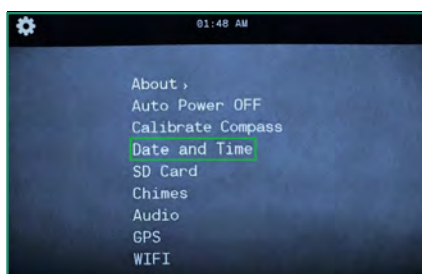 01:48 AM
About ›
Auto Power OFF
Calibrate Compass
Date and Time
SD Card
Chimes
Audio
GPS
WIFI